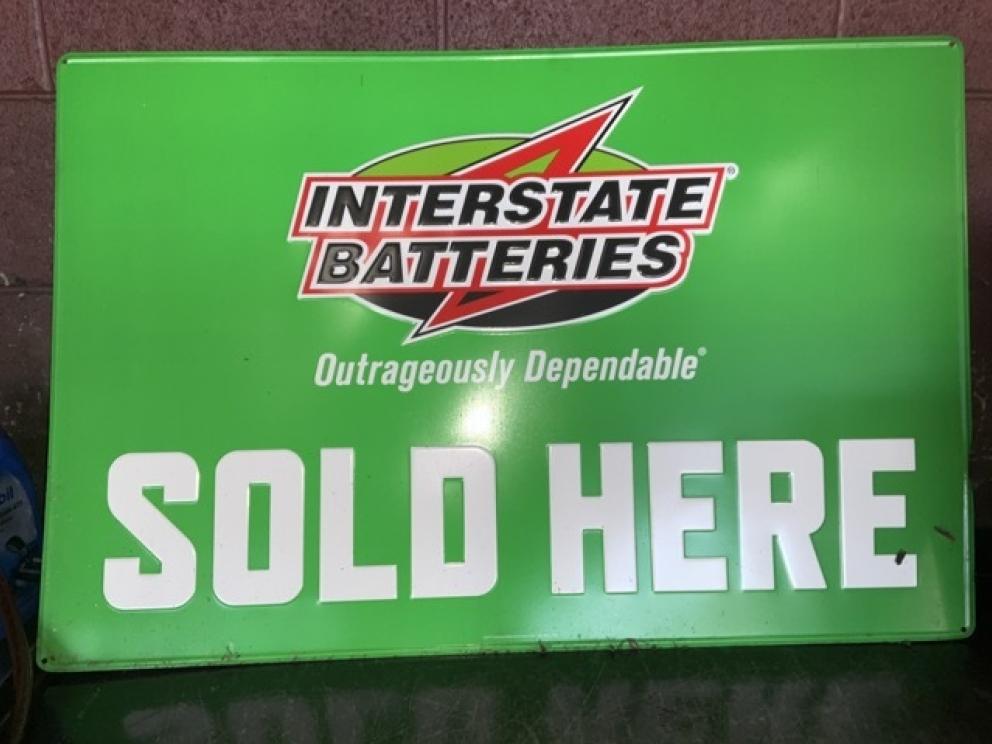 INTERSTATE®
BATTERIES
Outrageously Dependable®
SOLD HERE